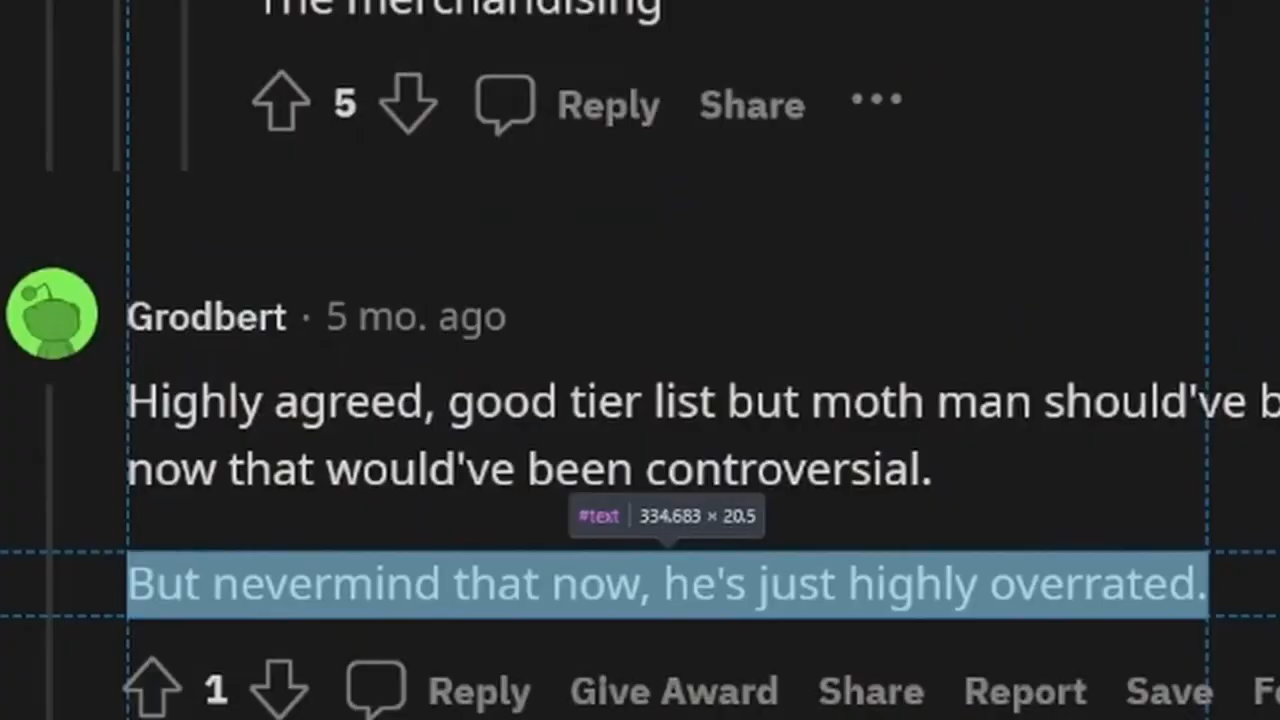 The merchandising
5 Reply Share •••
Grodbert · 5 mo. ago
Highly agreed, good tier list but moth man should've
now that would've been controversial.
#text 334.683 × 20.5
But nevermind that now, he's just highly overrated.
1 Reply Give Award Share Report Save